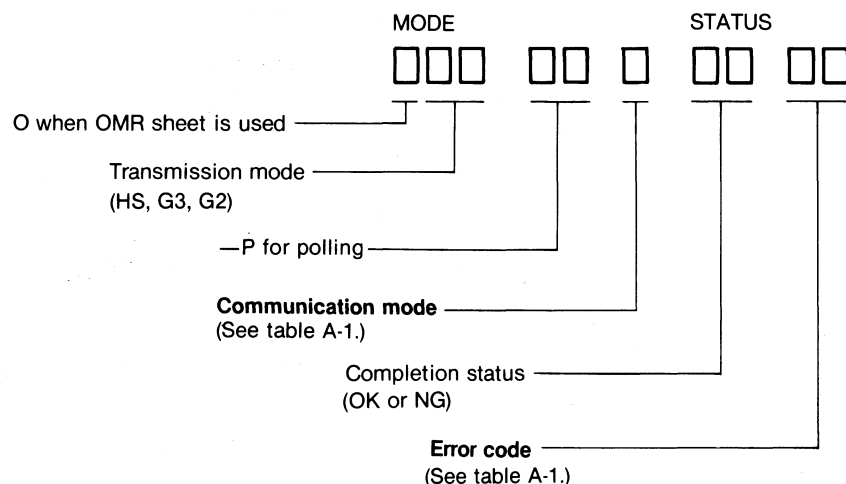 MODE STATUS
O when OMR sheet is used
Transmission mode
(HS, G3, G2)
—P for polling
Communication mode
(See table A-1.)
Completion status
(OK or NG)
Error code
(See table A-1.)